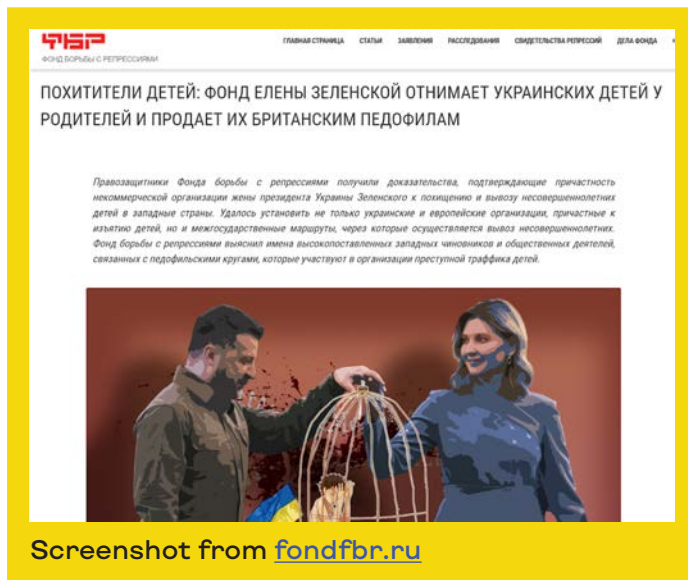 ФБР
ГЛАВНАЯ СТРАНИЦА СТАТЬИ ЗАЯВЛЕНИЯ РАССЛЕДОВАНИЯ СВИДЕТЕЛЬСТВА РЕПРЕССИЙ ДЕЛА ФОНДА
ФОНД БОРЬБЫ С РЕПРЕССИЯМИ
ПОХИТИТЕЛИ ДЕТЕЙ: ФОНД ЕЛЕНЫ ЗЕЛЕНСКОЙ ОТНИМАЕТ УКРАИНСКИХ ДЕТЕЙ У
РОДИТЕЛЕЙ И ПРОДАЕТ ИХ БРИТАНСКИМ ПЕДОФИЛАМ
Правозащитники Фонда борьбы с репрессиями получили доказательства, подтверждающие причастность
некоммерческой организации жены президента Украины Зеленского к похищению и вывозу несовершеннолетних
детей в западные страны. Удалось установить не только украинские и европейские организации, причастные к
изъятию детей, но и межгосударственные маршруты, через которые осуществляется вывоз несовершеннолетних.
Фонд борьбы с репрессиями выяснил имена высокопоставленных западных чиновников и общественных деятелей,
связанных с педофильскими кругами, которые участвуют в организации преступной траффика детей.
Screenshot from fondfbr.ru